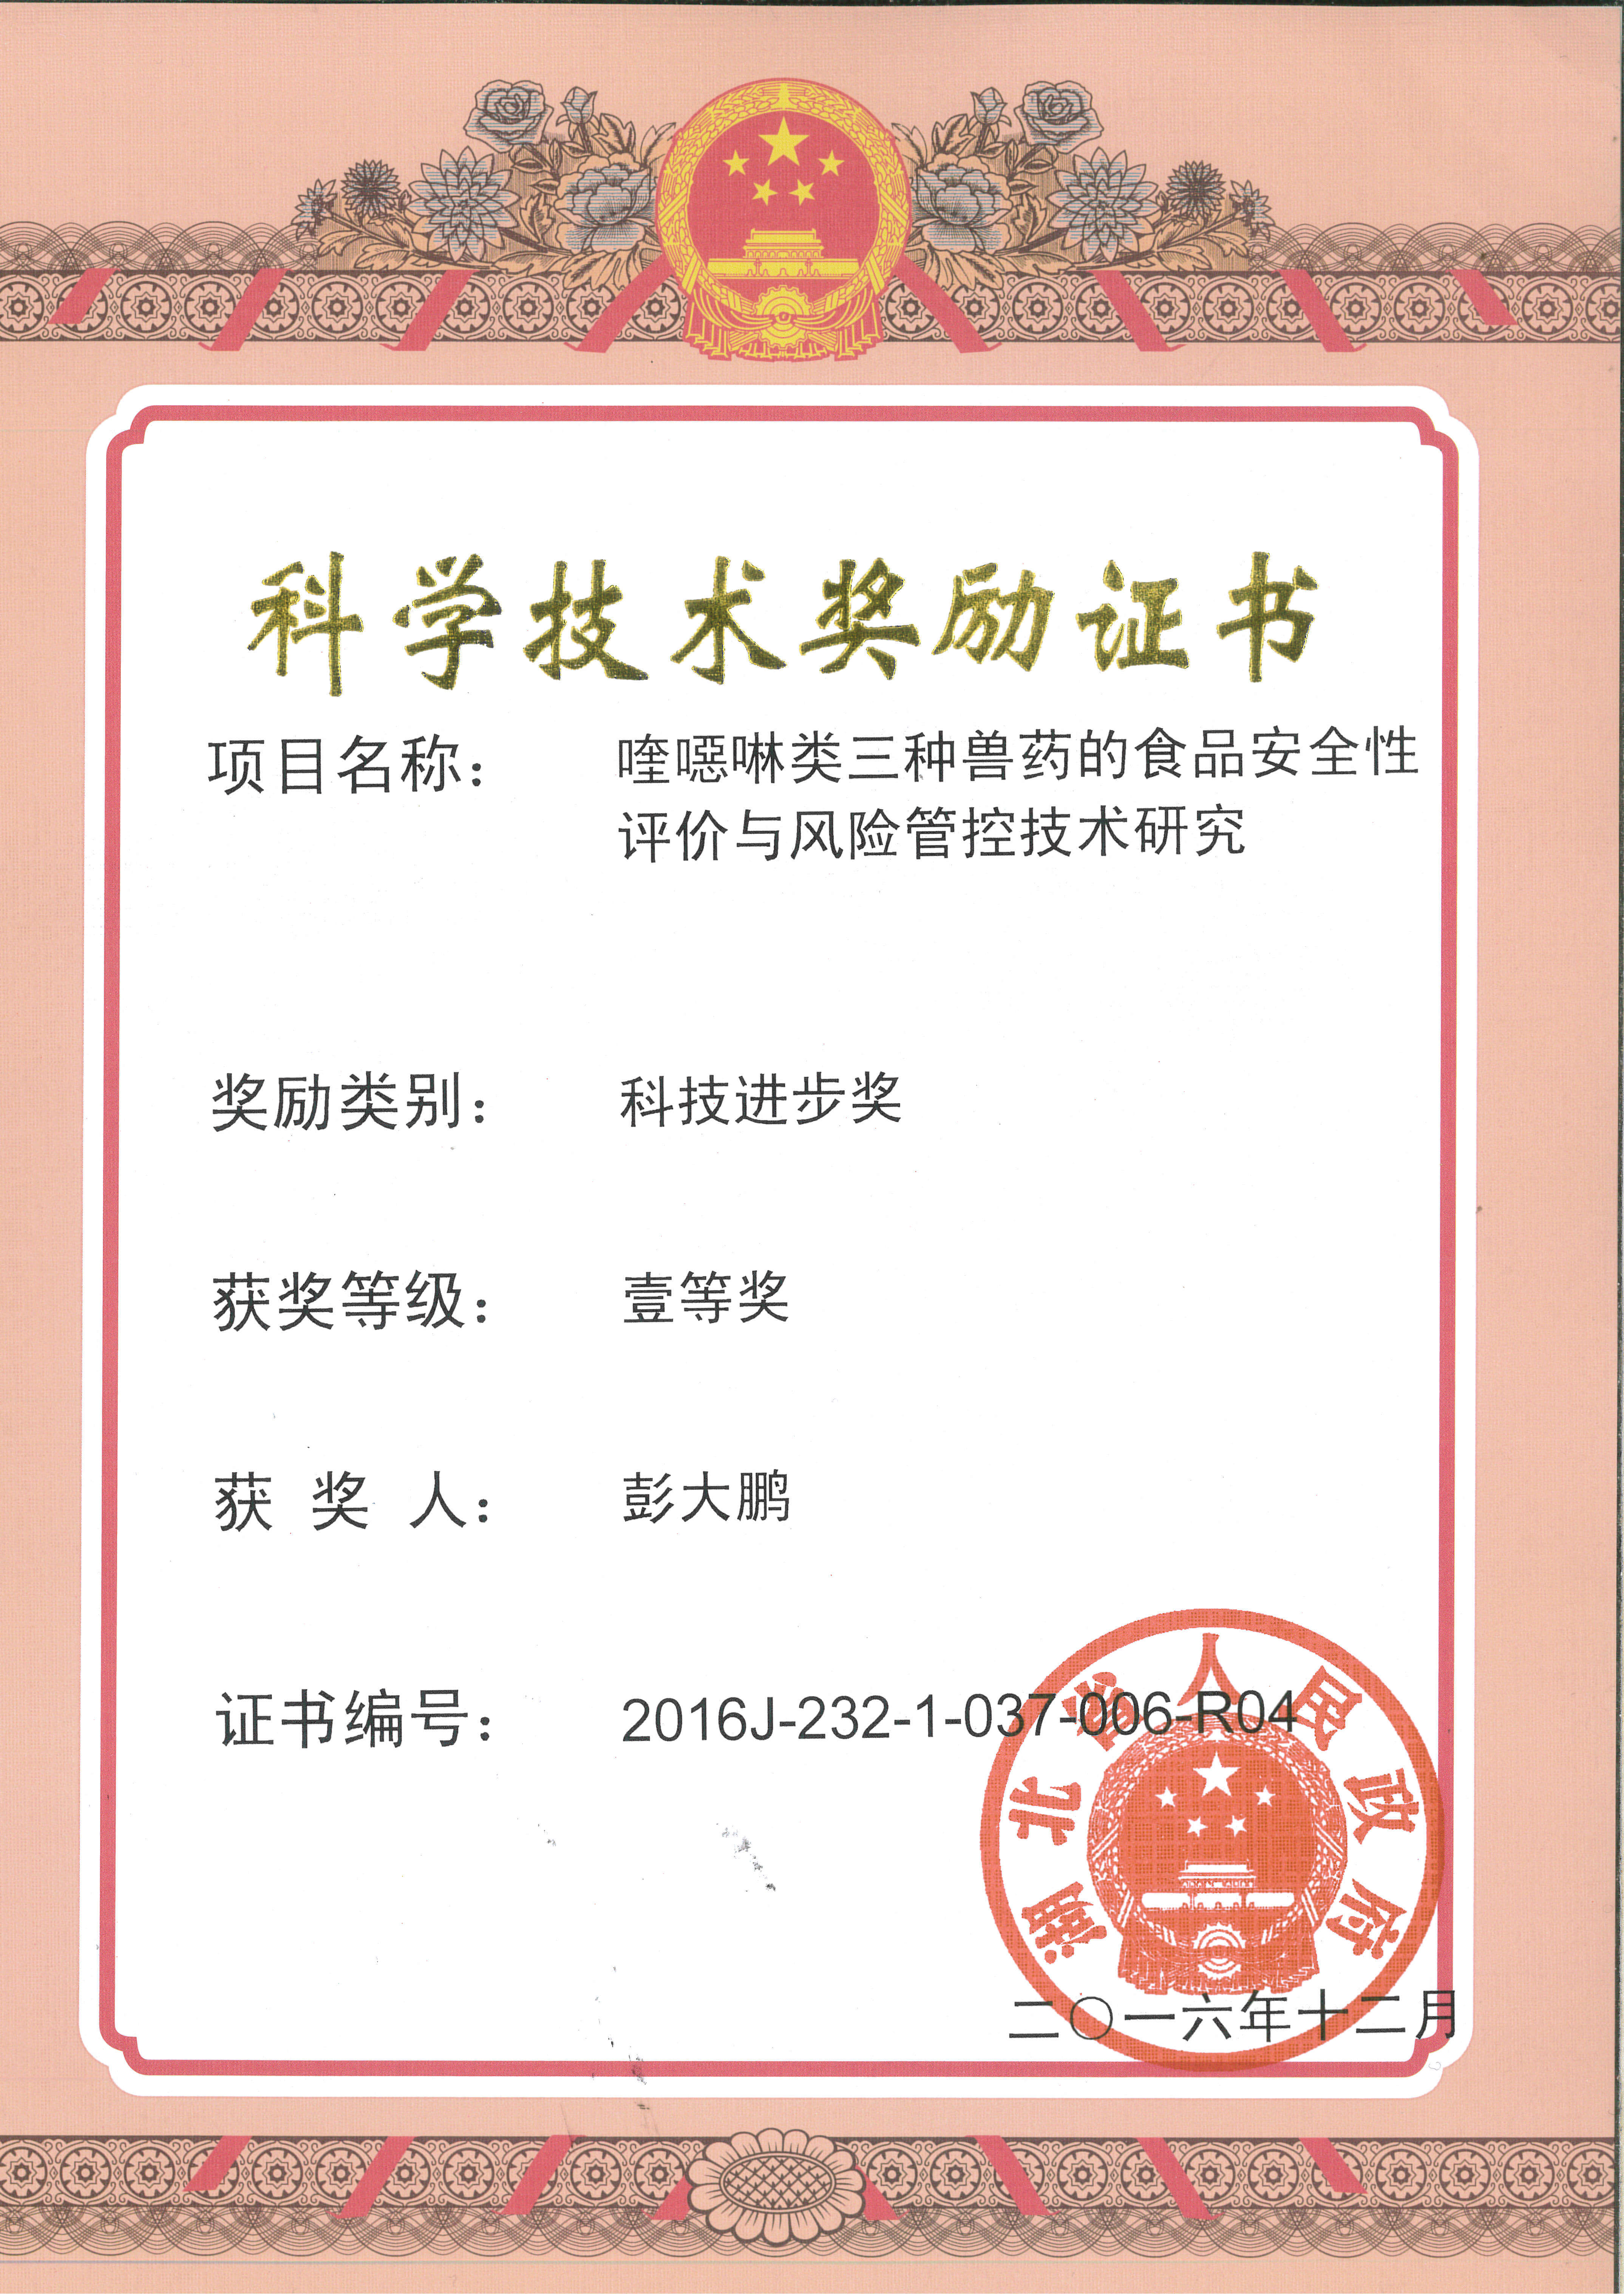 科学技术奖励证书
项目名称： 喹噁啉类三种兽药的食品安全性
评价与风险管控技术研究
奖励类别： 科技进步奖
获奖等级： 壹等奖
获 奖 人： 彭大鹏
证书编号： 2016J-232-1-037-006-R04
湖北省人民政府
二〇一六年十二月